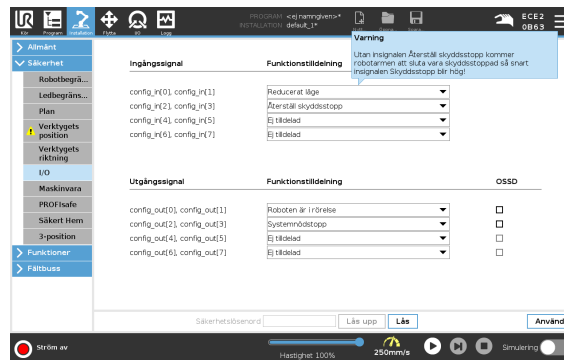 PROGRAM <ej namngiven>*
INSTALLATION default_1*
ECE2
0B63
Kör Program Installation Flytta I/O Logg
Varning
Utan insignalen Återställ skyddsstopp kommer
robotarmen att sluta vara skyddsstoppad så snart
insignalen Skyddsstopp blir hög!
Allmänt
Säkerhet
Robotbegrä...
Ledbegräns...
Plan
Verktygets
position
Verktygets
riktning
I/O
Maskinvara
PROFIsafe
Säkert Hem
3-position
Funktioner
Fältbuss
Ingångssignal Funktionstilldelning
config_in[0], config_in[1] Reducerat läge
config_in[2], config_in[3] Återställ skyddsstopp
config_in[4], config_in[5] Ej tilldelad
config_in[6], config_in[7] Ej tilldelad
Utgångssignal Funktionstilldelning OSSD
config_out[0], config_out[1] Roboten är i rörelse
config_out[2], config_out[3] Systemnödstopp
config_out[4], config_out[5] Ej tilldelad
config_out[6], config_out[7] Ej tilldelad
Säkerhetslösenord Lås upp Lås Använd
Ström av Hastighet 100% 250mm/s Simulering